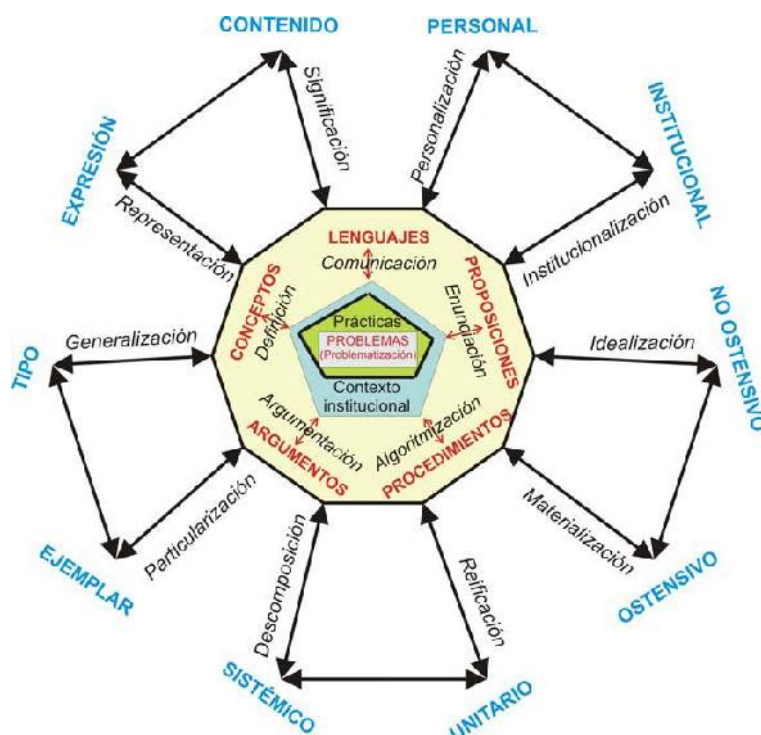 CONTENIDO
PERSONAL
EXPRESIÓN
Significación
Personalización
INSTITUCIONAL
Representación
Institucionalización
LENGUAJES
Comunicación
CONCEPTOS
Definición
PROPOSICIONES
Enunciación
Prácticas
PROBLEMAS
(Problematización)
Contexto
institucional
TIPO
Generalización
Idealización
NO OSTENSIVO
Argumentación
ARGUMENTOS
Algoritmización
PROCEDIMIENTOS
EJEMPLAR
Particularización
Materialización
OSTENSIVO
Descomposición
Reificación
SISTÉMICO
UNITARIO